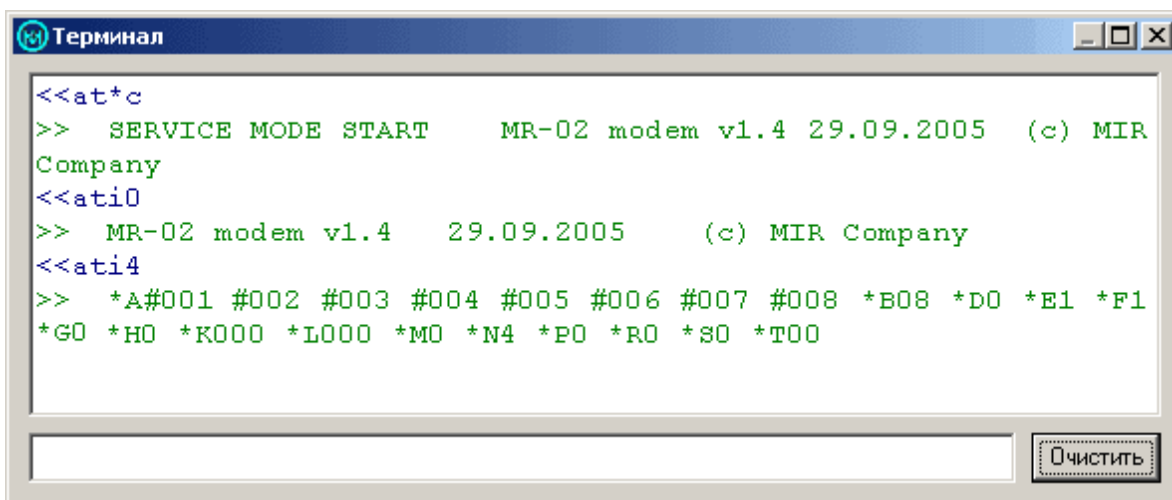 Терминал
<<at*c
>>  SERVICE MODE START    MR-02 modem v1.4 29.09.2005  (c) MIR
Company
<<ati0
>>  MR-02 modem v1.4   29.09.2005    (c) MIR Company
<<ati4
>>  *A#001 #002 #003 #004 #005 #006 #007 #008 *B08 *D0 *E1 *F1
*G0 *H0 *K000 *L000 *M0 *N4 *P0 *R0 *S0 *T00
Очистить